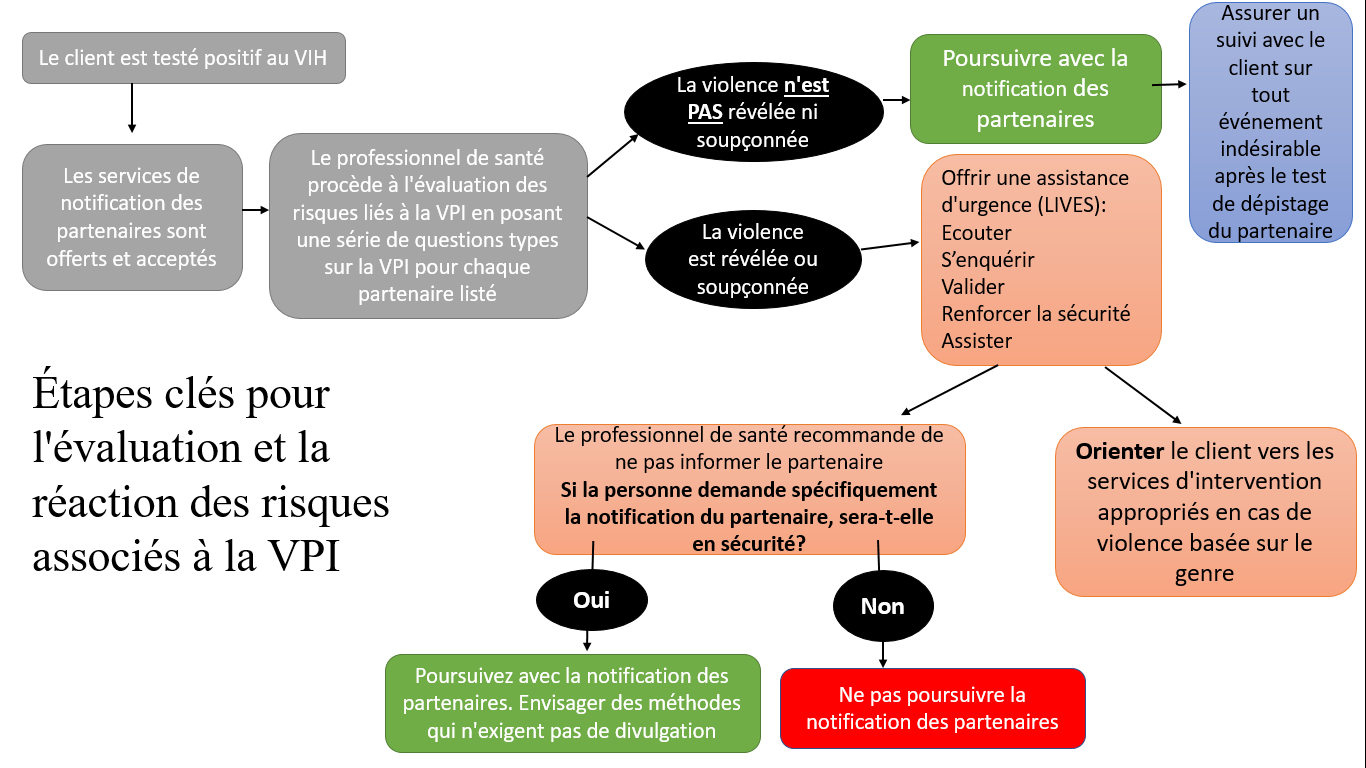 Le client est testé positif au VIH
Les services de
notification des
partenaires sont
offerts et acceptés
Le professionnel de santé
procède à l'évaluation des
risques liés à la VPI en posant
une série de questions types
sur la VPI pour chaque
partenaire listé
La violence n'est
PAS révélée ni
soupçonnée
Poursuivre avec la
notification des
partenaires
Assurer un
suivi avec le
client sur
tout
événement
indésirable
après le test
de dépistage
du partenaire
La violence
est révélée ou
soupçonnée
Offrir une assistance
d'urgence (LIVES):
Ecouter
S’enquérir
Valider
Renforcer la sécurité
Assister
Étapes clés pour
l'évaluation et la
réaction des risques
associés à la VPI
Le professionnel de santé recommande de
ne pas informer le partenaire
Si la personne demande spécifiquement
la notification du partenaire, sera-t-elle
en sécurité?
Orienter le client vers les
services d'intervention
appropriés en cas de
violence basée sur le
genre
Oui
Non
Poursuivez avec la notification des
partenaires. Envisager des méthodes
qui n'exigent pas de divulgation
Ne pas poursuivre la
notification des partenaires